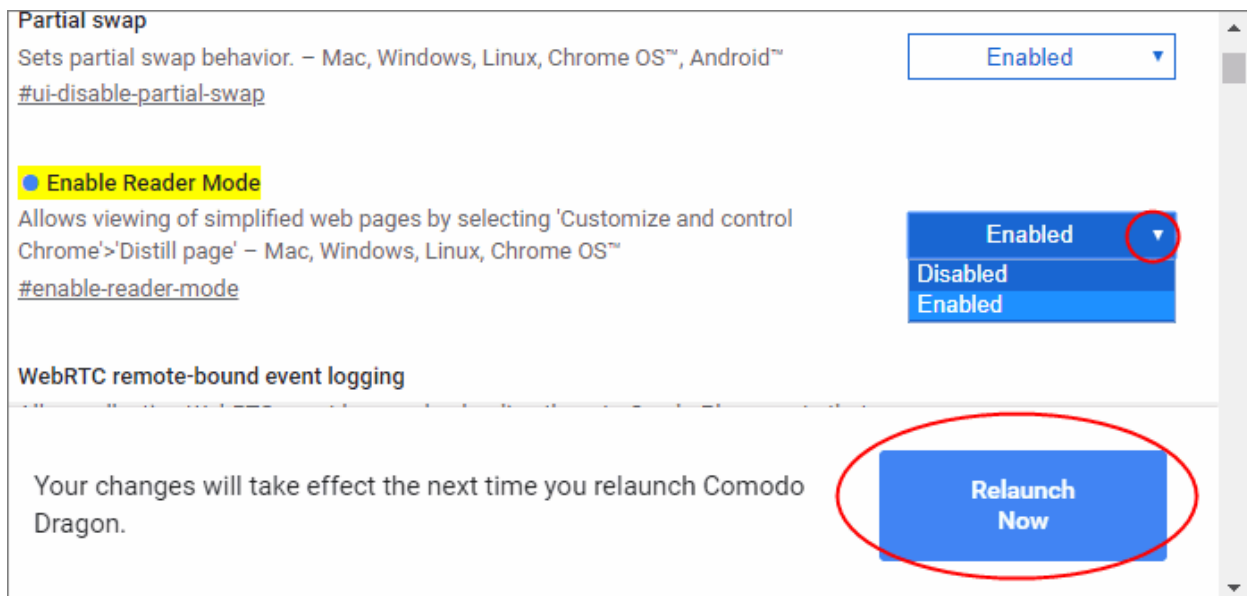 Partial swap
Sets partial swap behavior. – Mac, Windows, Linux, Chrome OS™, Android™
Enabled
#ui-disable-partial-swap
Enable Reader Mode
Allows viewing of simplified web pages by selecting 'Customize and control
Chrome'>'Distill page' – Mac, Windows, Linux, Chrome OS™
Enabled
Disabled
Enabled
#enable-reader-mode
WebRTC remote-bound event logging
Your changes will take effect the next time you relaunch Comodo
Dragon.
Relaunch
Now